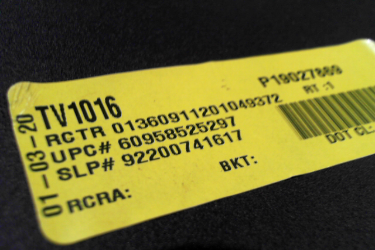 P19027869
TV1016
RT :1
RCTR 01360911201049372
UPC# 60958525297
SLP# 92200741617
DOT CL:
BKT:
RCRA:
01-03-20